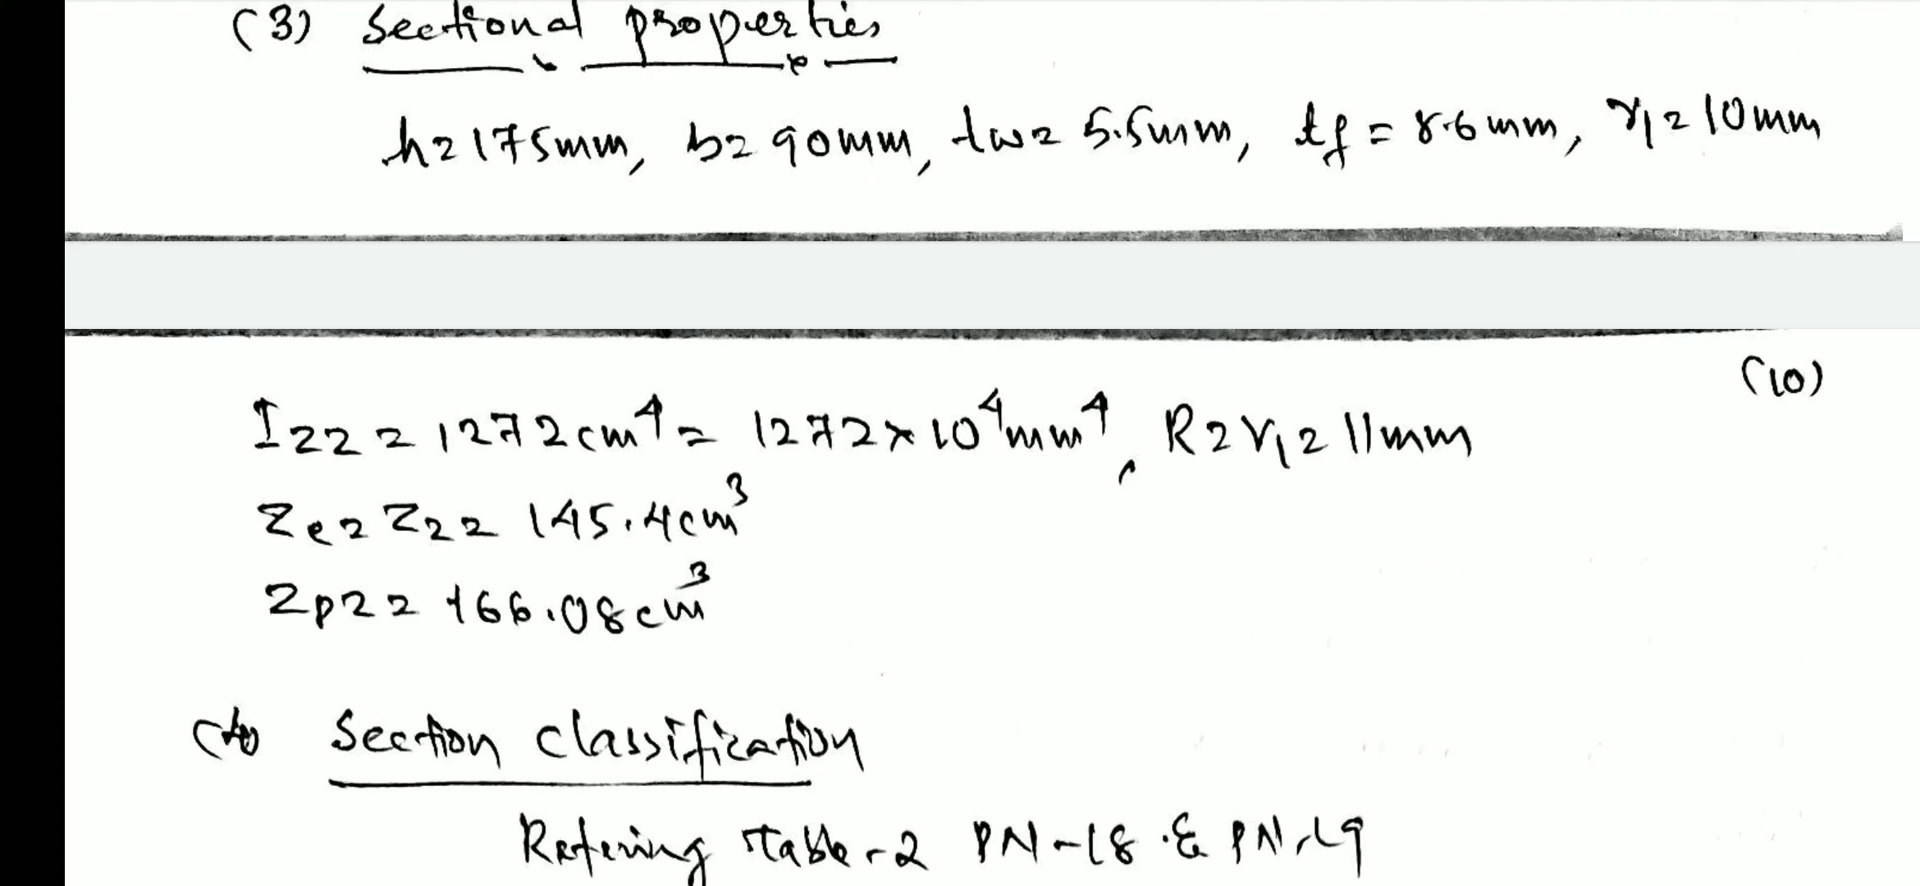 (3) Sectional properties
h = 175mm, b = 90mm, tw = 5.5mm, tf = 8.6mm, r1 = 10mm
(10)
Izz = 1272cm⁴ = 1272×10⁴mm⁴, R = r1 = 11mm
Ze = Zz = 145.4cm³
Zpz = 166.08cm³
Section classification
Refering Table-2 PN-18 & PN-19